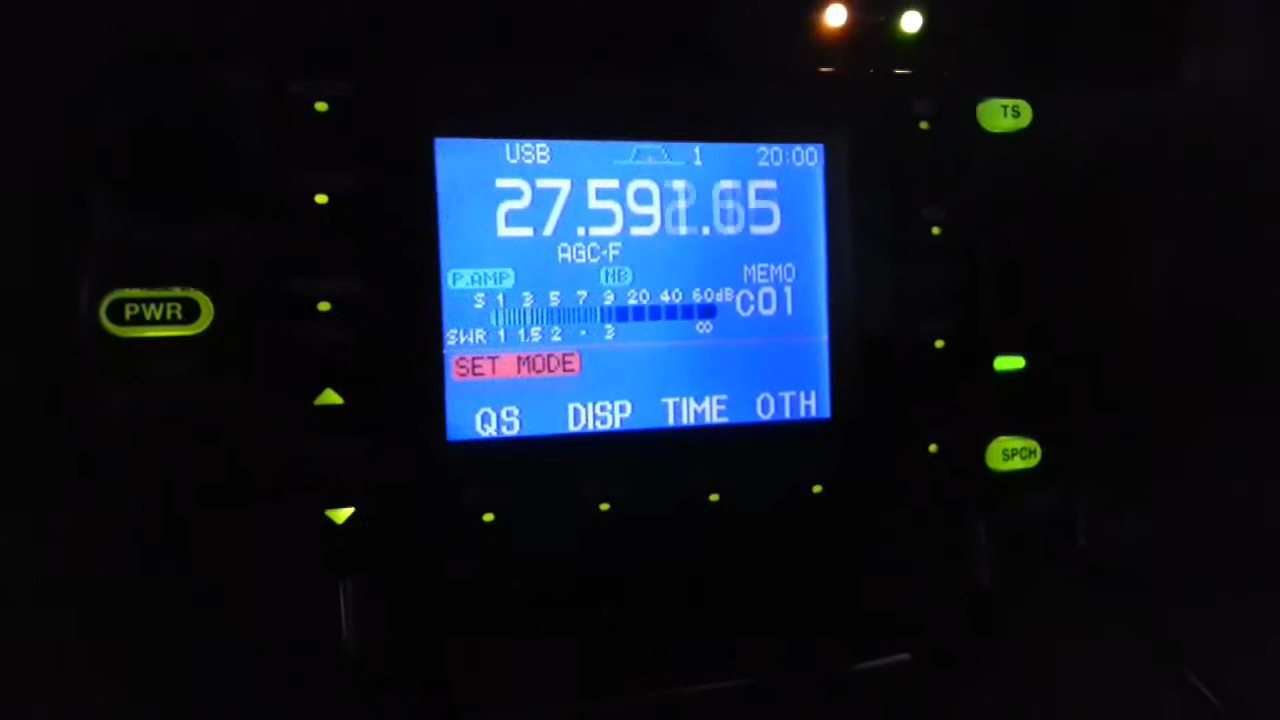 TS
USB 1 20:00
27.59
AGC-F
P.AMP NB MEMO
S 1 3 5 7 9 20 40 60dB C01
PWR
SWR 1 1.5 2 - 3 ∞
SET MODE
QS DISP TIME OTH
SPCH